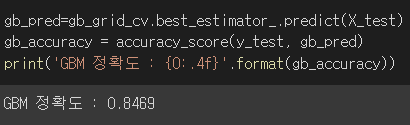 gb_pred=gb_grid_cv.best_estimator_.predict(X_test)
gb_accuracy = accuracy_score(y_test, gb_pred)
print('GBM 정확도 : {0:.4f}'.format(gb_accuracy))
GBM 정확도 : 0.8469